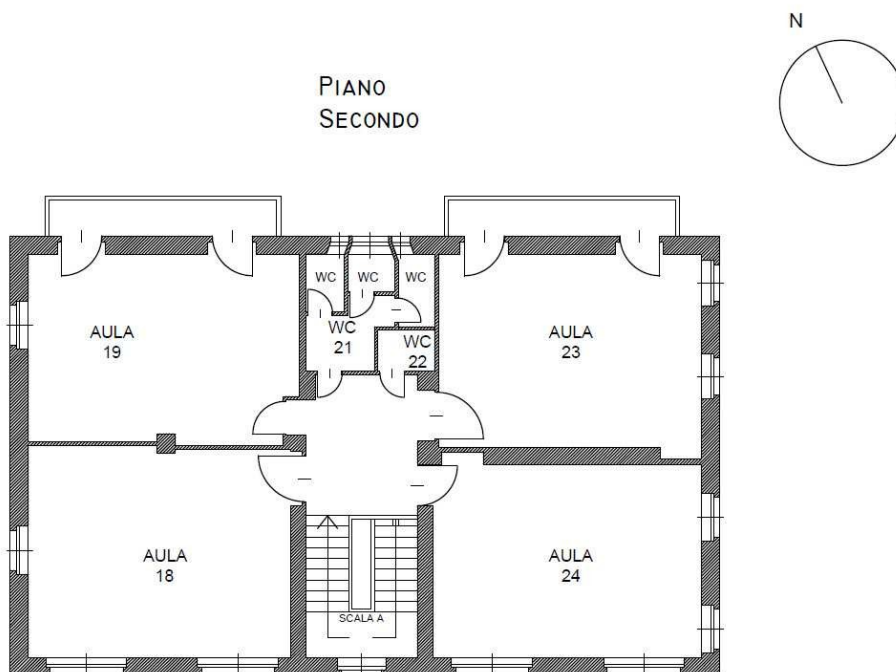 N
PIANO
SECONDO
WC
WC
WC
AULA
19
WC
21
WC
22
AULA
23
AULA
18
AULA
24
SCALA A